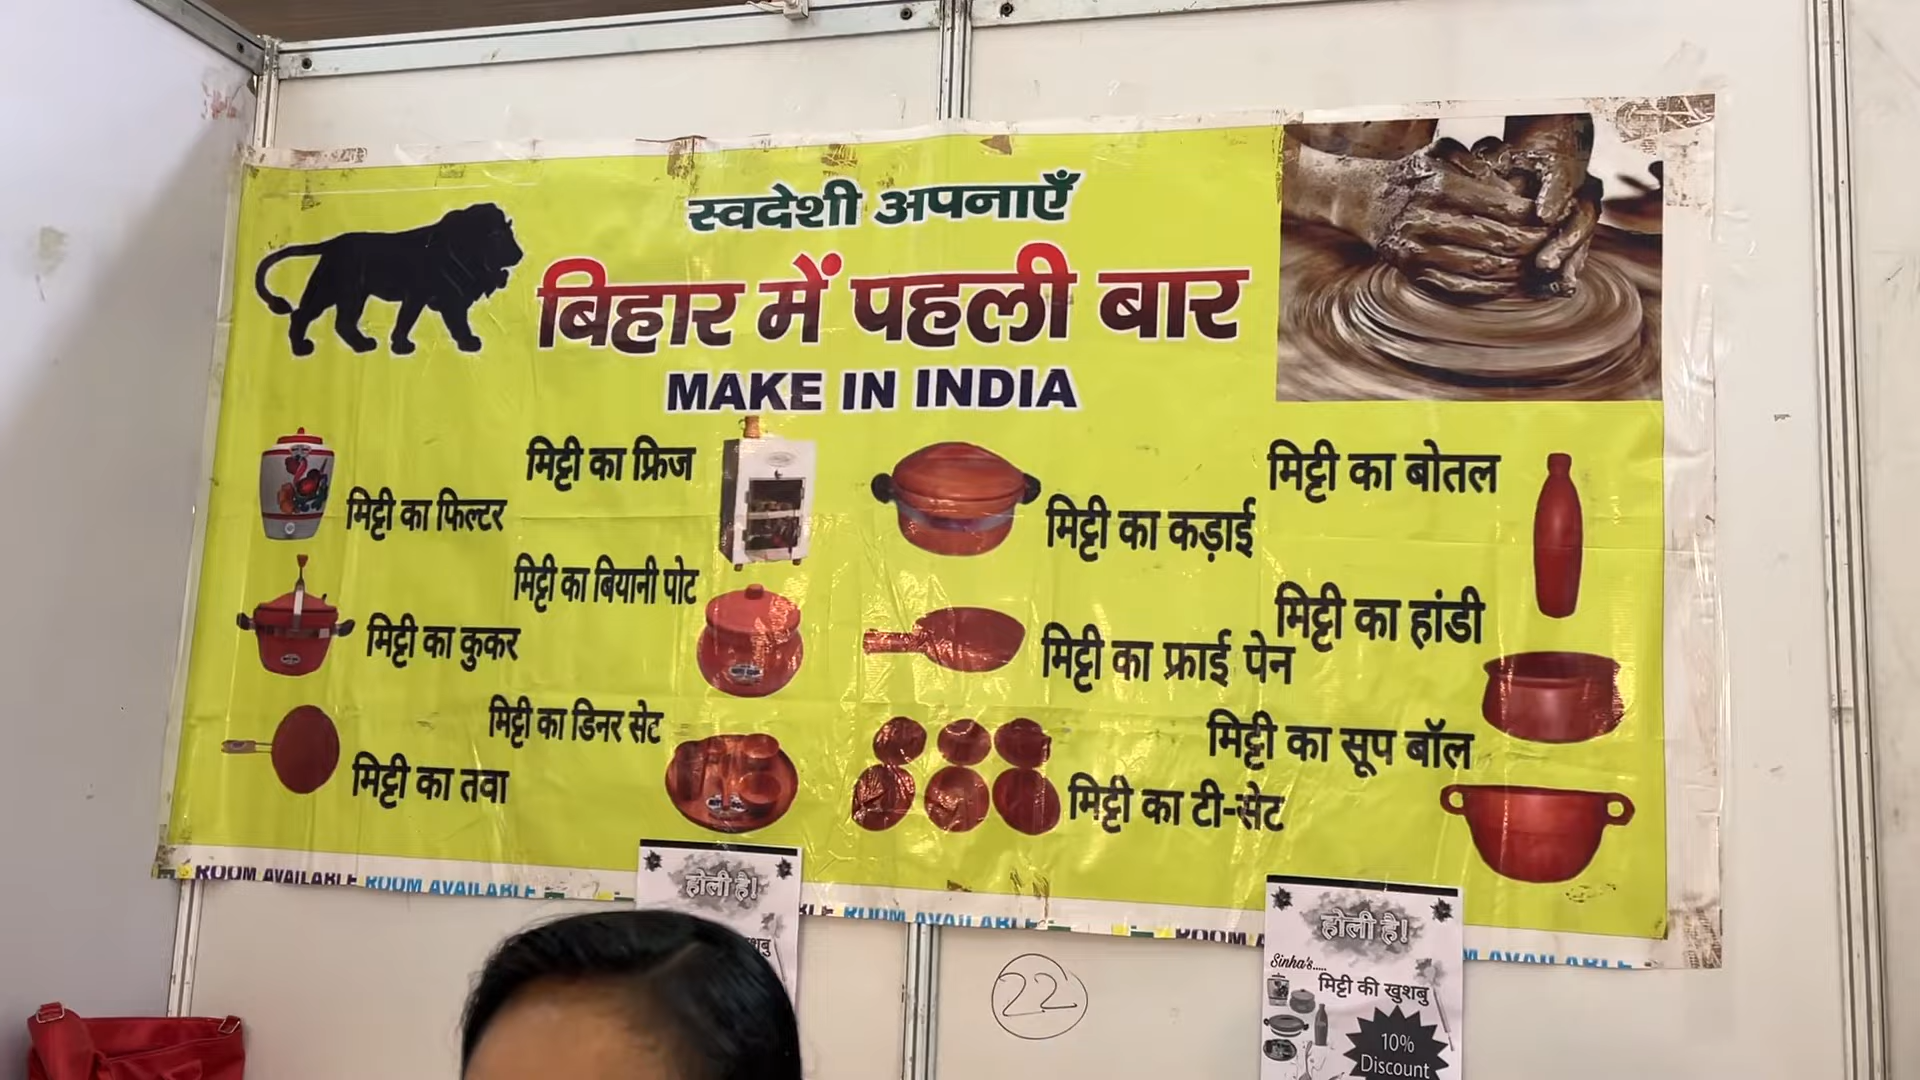 स्वदेशी अपनाएँ
बिहार में पहली बार
MAKE IN INDIA
मिट्टी का फिल्टर
मिट्टी का फ्रिज
मिट्टी का कड़ाई
मिट्टी का बोतल
मिट्टी का कुकर
मिट्टी का बियानी पोट
मिट्टी का फ्राई पेन
मिट्टी का हांडी
मिट्टी का तवा
मिट्टी का डिनर सेट
मिट्टी का टी-सेट
मिट्टी का सूप बॉल
ROOM AVAILABLE ROOM AVAILABLE
ROOM AVAILABLE
होली है!
22
होली है!
Sinha's.....
मिट्टी की खुशबु
10%
Discount